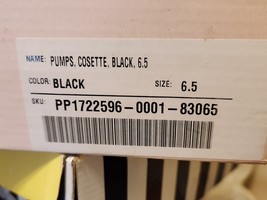 NAME: PUMPS, COSETTE, BLACK, 6.5
COLOR: BLACK SIZE: 6.5
SKU: PP1722596-0001-83065